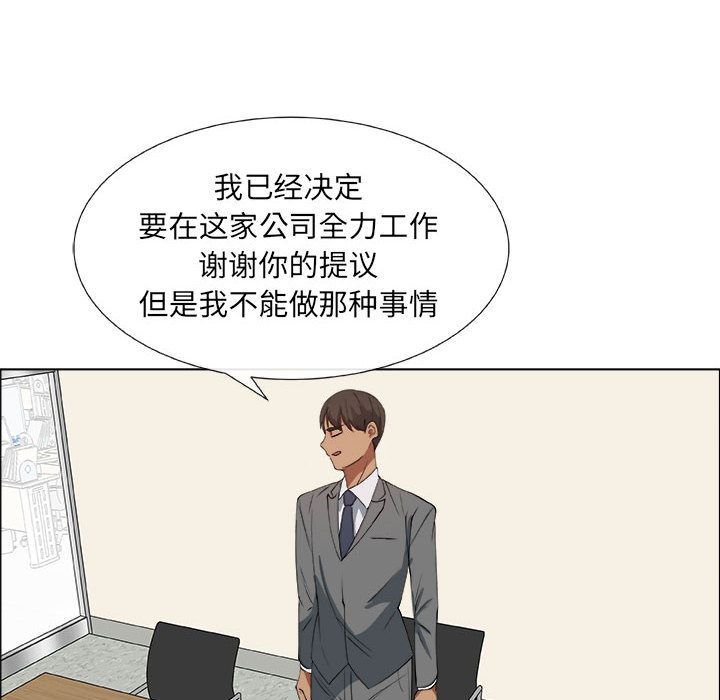 我已经决定
要在这家公司全力工作
谢谢你的提议
但是我不能做那种事情